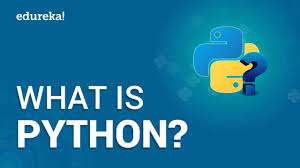 edureka!
WHAT IS
PYTHON?
?